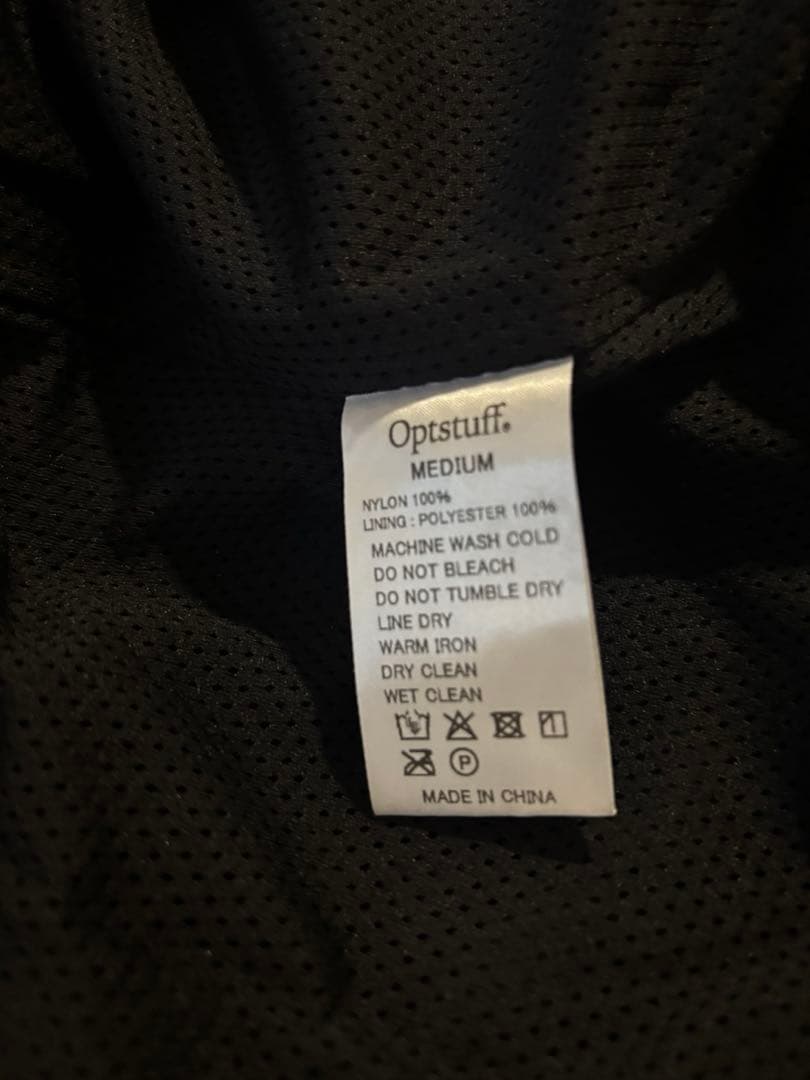 Optstuff.
MEDIUM
NYLON 100%
LINING : POLYESTER 100%
MACHINE WASH COLD
DO NOT BLEACH
DO NOT TUMBLE DRY
LINE DRY
WARM IRON
DRY CLEAN
WET CLEAN
P
MADE IN CHINA